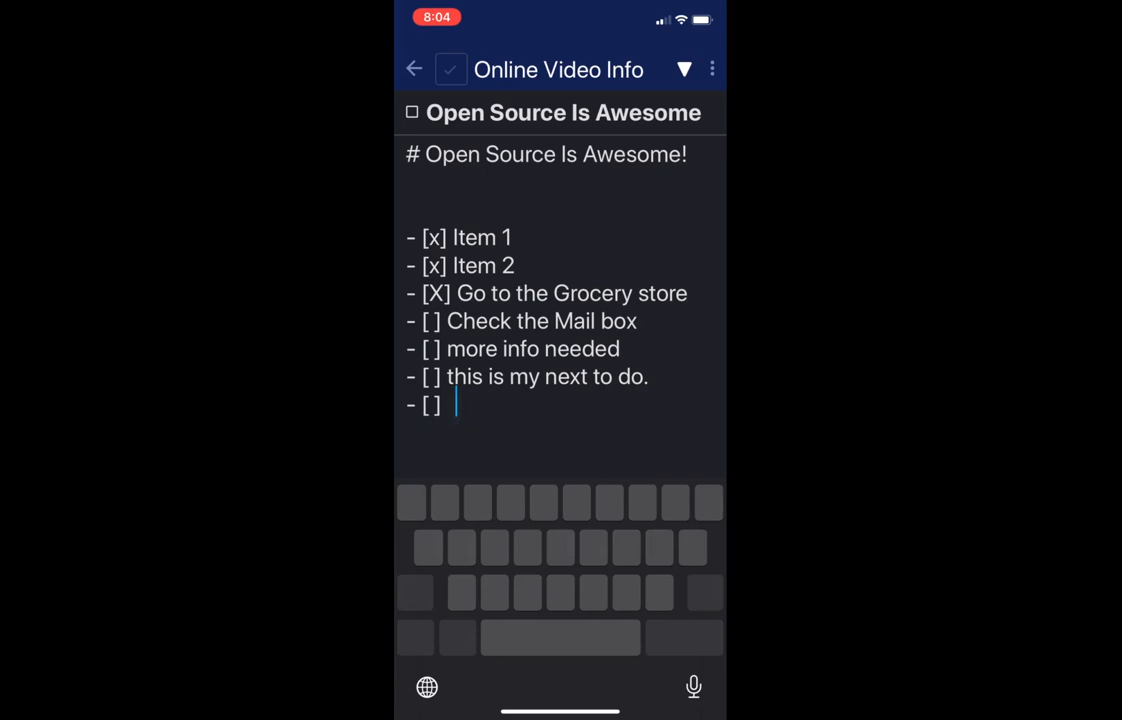 8:04
Online Video Info
Open Source Is Awesome
# Open Source Is Awesome!
- [x] Item 1
- [x] Item 2
- [X] Go to the Grocery store
- [ ] Check the Mail box
- [ ] more info needed
- [ ] this is my next to do.
- [ ]